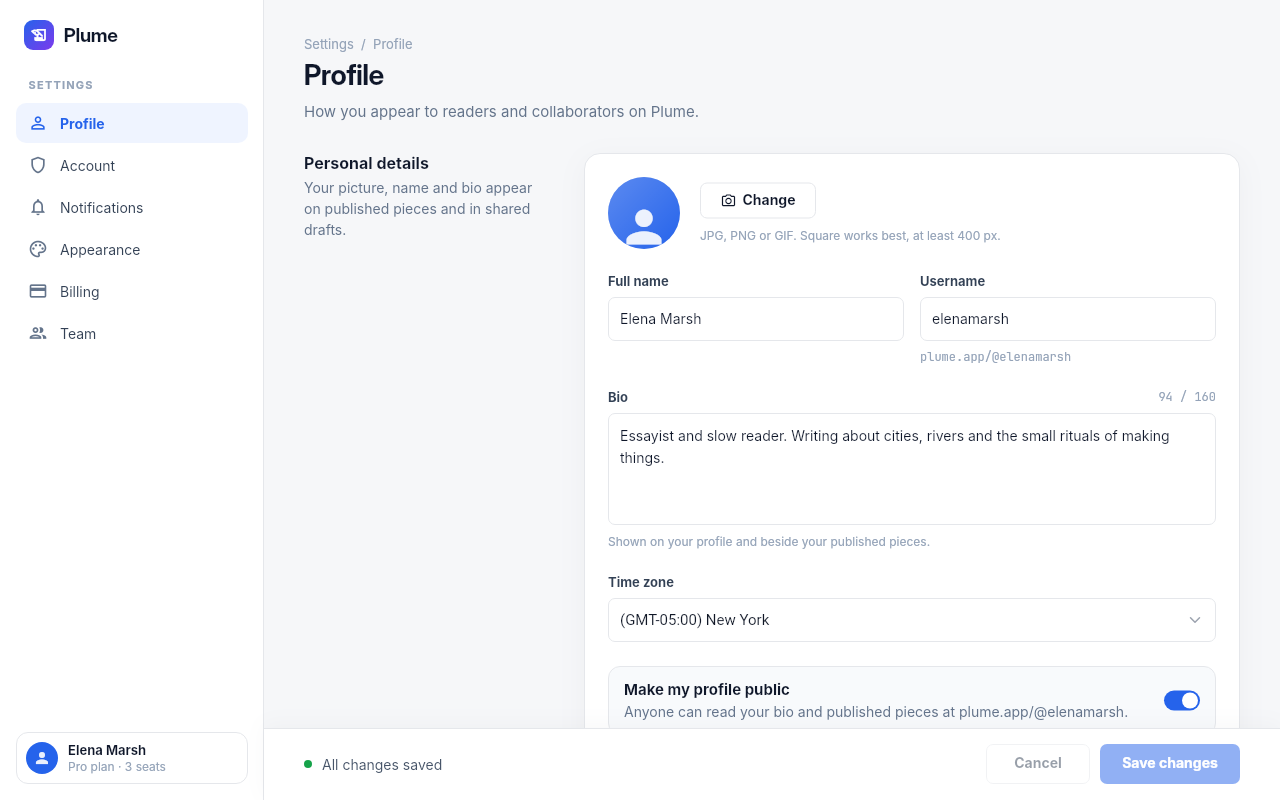 Plume
SETTINGS
Profile
Account
Notifications
Appearance
Billing
Team
Elena Marsh
Pro plan · 3 seats
Settings / Profile
Profile
How you appear to readers and collaborators on Plume.
Personal details
Your picture, name and bio appear
on published pieces and in shared
drafts.
Change
JPG, PNG or GIF. Square works best, at least 400 px.
Full name
Elena Marsh
Username
elenamarsh
plume.app/@elenamarsh
Bio
94 / 160
Essayist and slow reader. Writing about cities, rivers and the small rituals of making
things.
Shown on your profile and beside your published pieces.
Time zone
(GMT-05:00) New York
Make my profile public
Anyone can read your bio and published pieces at plume.app/@elenamarsh.
All changes saved
Cancel
Save changes